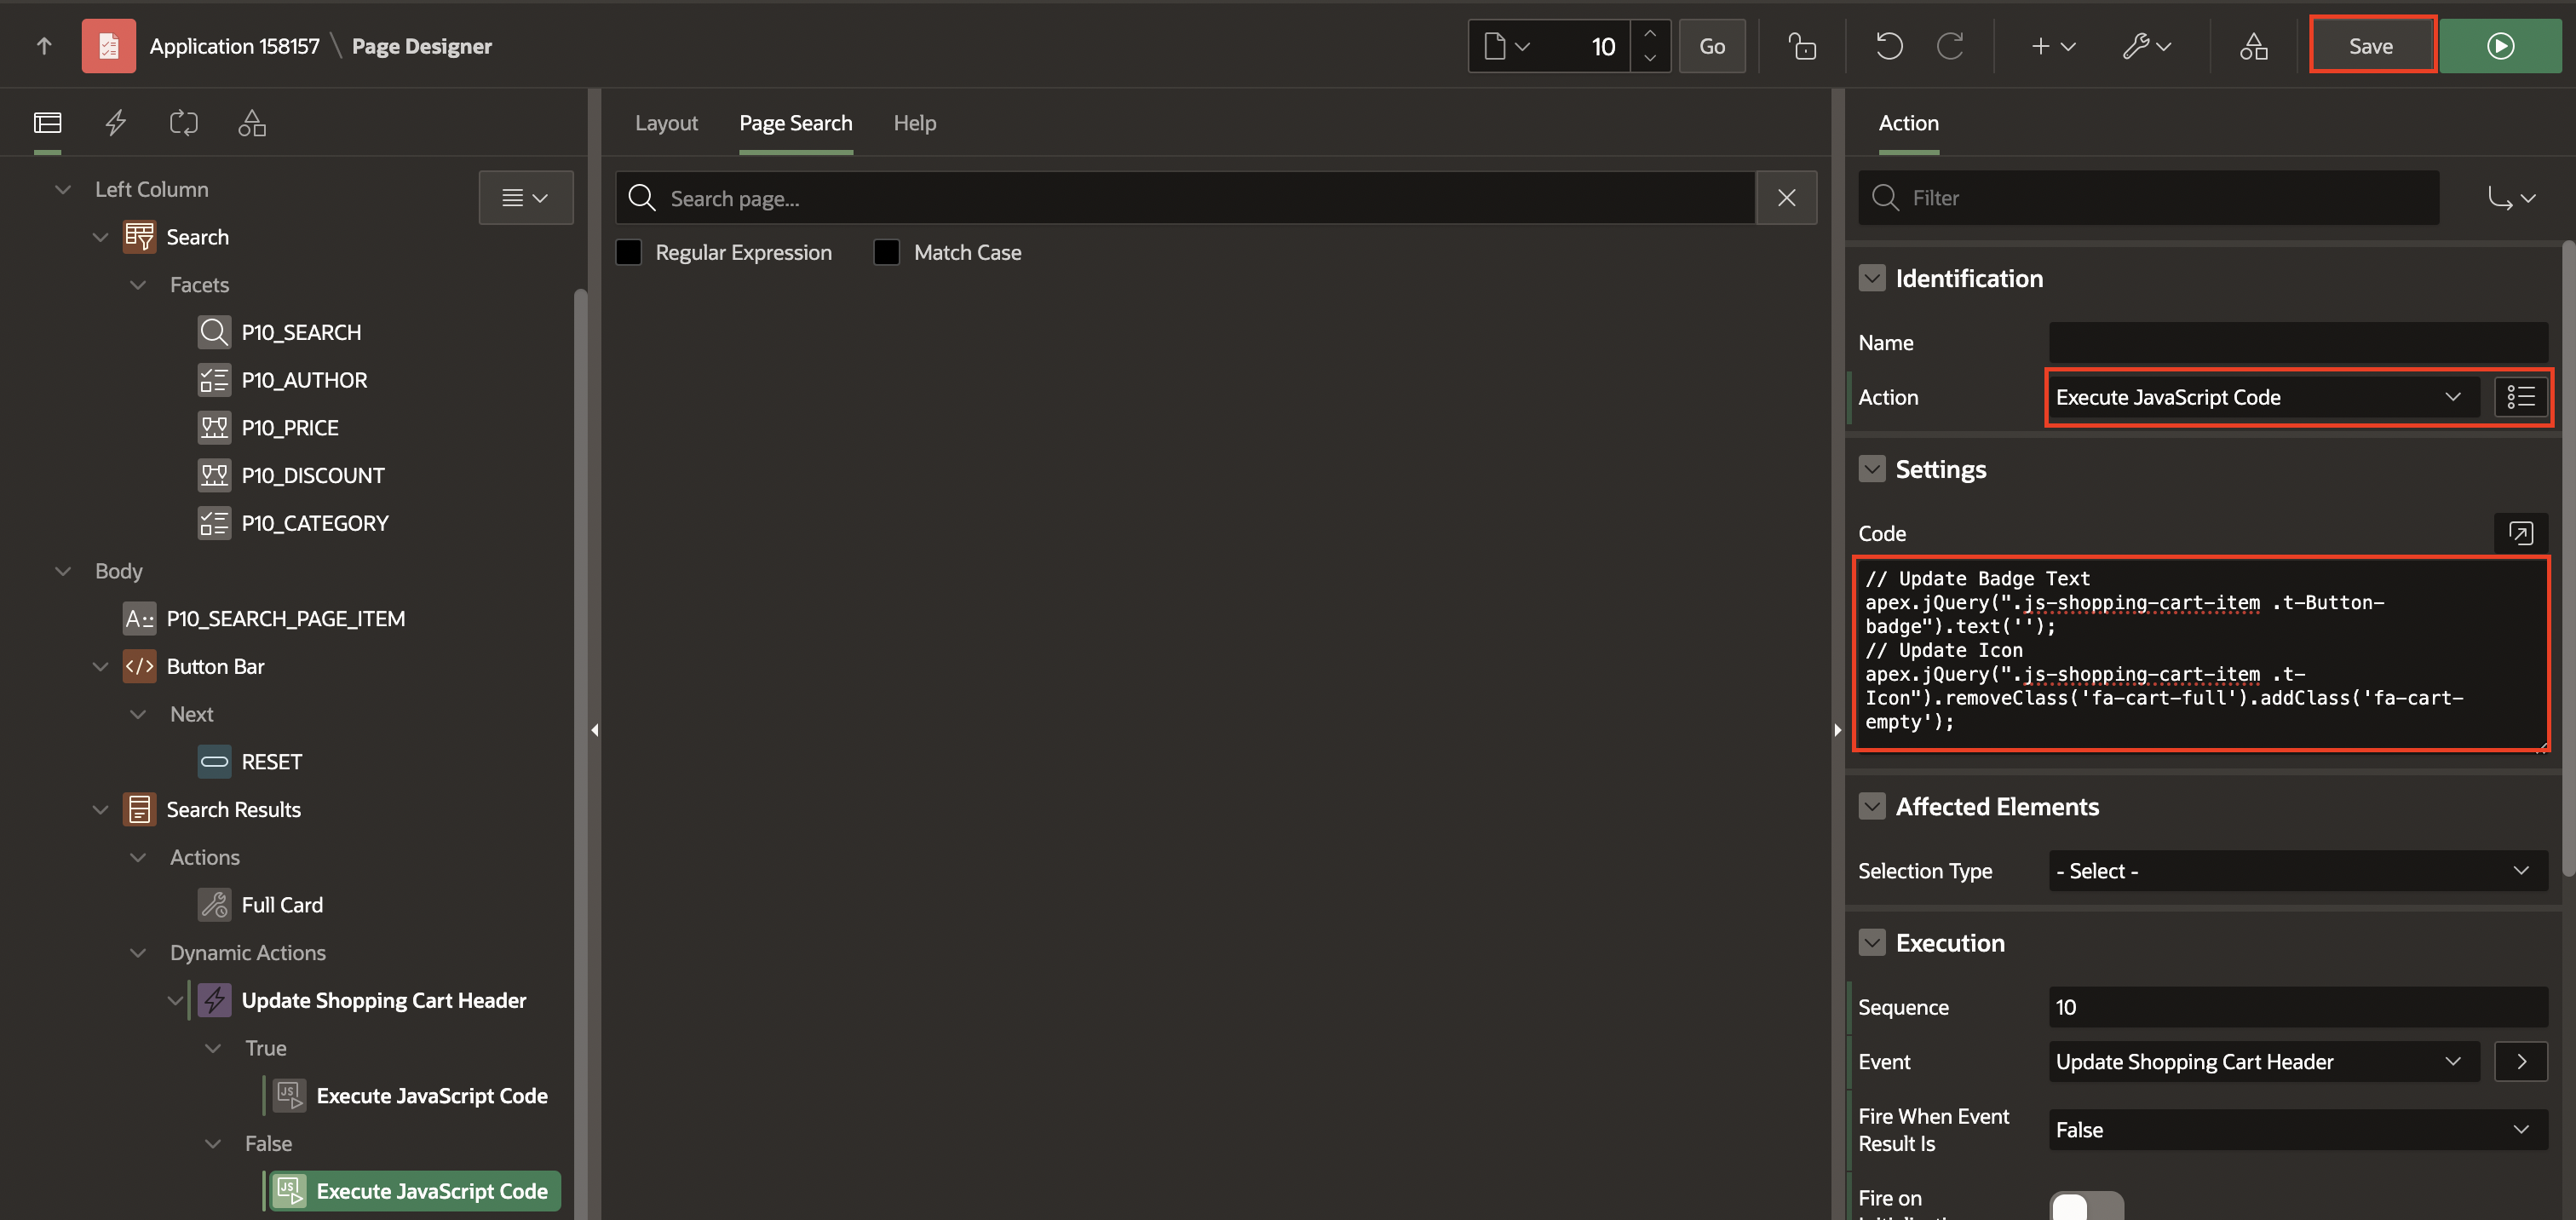 Application 158157 \ Page Designer
10
Go
Save
Layout
Page Search
Help
Action
Left Column
Search
Facets
P10_SEARCH
P10_AUTHOR
P10_PRICE
P10_DISCOUNT
P10_CATEGORY
Body
P10_SEARCH_PAGE_ITEM
Button Bar
Next
RESET
Search Results
Actions
Full Card
Dynamic Actions
Update Shopping Cart Header
True
Execute JavaScript Code
False
Execute JavaScript Code
Search page...
Regular Expression
Match Case
Filter
Identification
Name
Action
Execute JavaScript Code
Settings
Code
// Update Badge Text
apex.jQuery(".js-shopping-cart-item .t-Button-
badge").text('');
// Update Icon
apex.jQuery(".js-shopping-cart-item .t-
Icon").removeClass('fa-cart-full').addClass('fa-cart-
empty');
Affected Elements
Selection Type
- Select -
Execution
Sequence
10
Event
Update Shopping Cart Header
Fire When Event
Result Is
False
Fire on